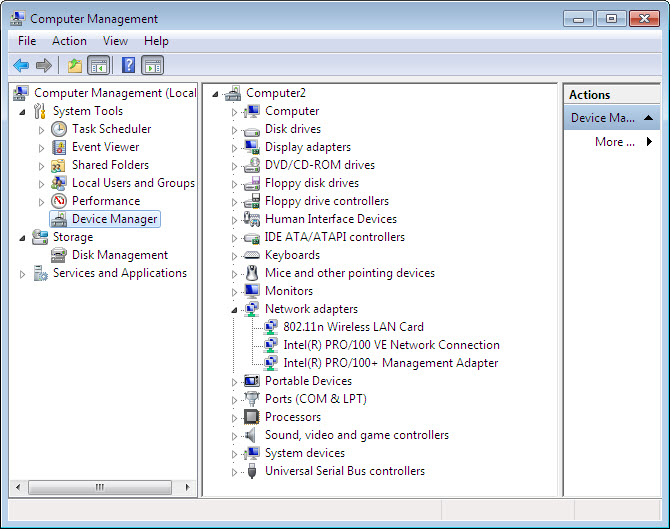 Computer Management
File Action View Help
Computer Management (Local
System Tools
Task Scheduler
Event Viewer
Shared Folders
Local Users and Groups
Performance
Device Manager
Storage
Disk Management
Services and Applications
Computer2
Computer
Disk drives
Display adapters
DVD/CD-ROM drives
Floppy disk drives
Floppy drive controllers
Human Interface Devices
IDE ATA/ATAPI controllers
Keyboards
Mice and other pointing devices
Monitors
Network adapters
802.11n Wireless LAN Card
Intel(R) PRO/100 VE Network Connection
Intel(R) PRO/100+ Management Adapter
Portable Devices
Ports (COM & LPT)
Processors
Sound, video and game controllers
System devices
Universal Serial Bus controllers
Actions
Device Ma...
More ...